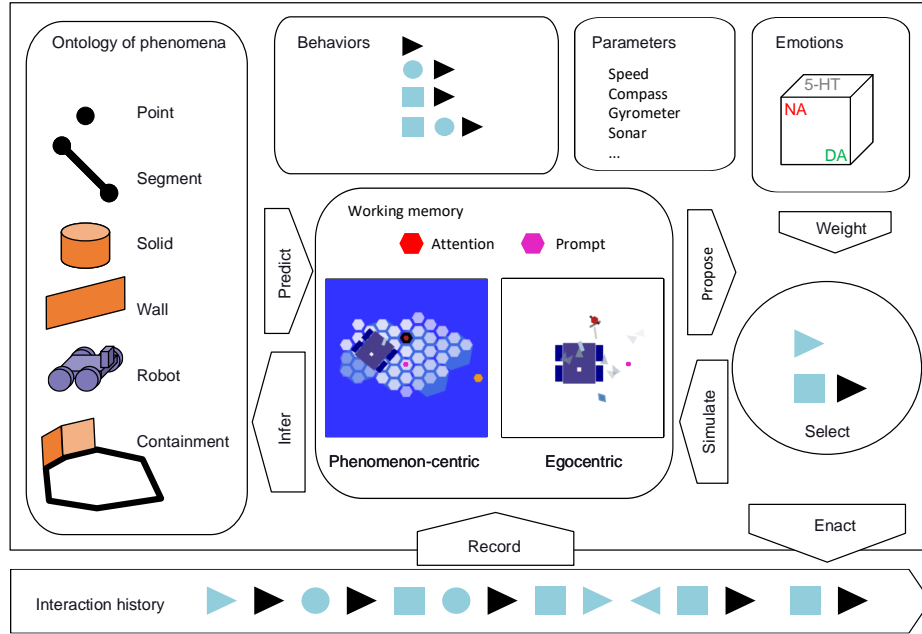 Ontology of phenomena
Point
Segment
Solid
Wall
Robot
Containment
Behaviors
Parameters
Speed
Compass
Gyrometer
Sonar
...
Emotions
5-HT
NA
DA
Predict
Infer
Working memory
Attention
Prompt
Phenomenon-centric
Egocentric
Propose
Simulate
Weight
Select
Enact
Record
Interaction history